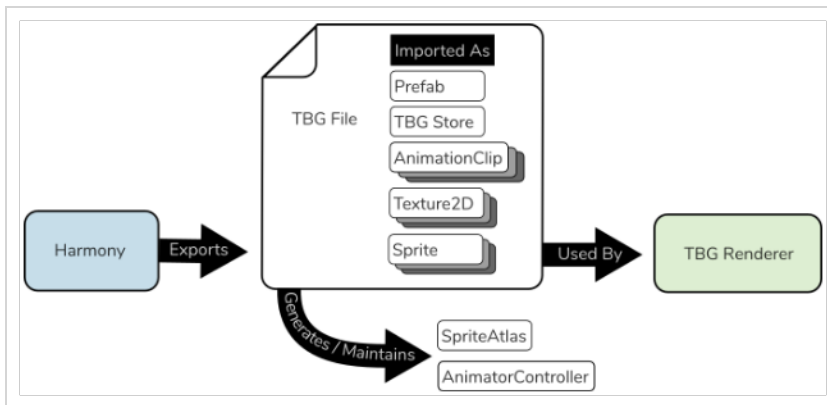 Imported As
Prefab
TBG File
TBG Store
AnimationClip
Texture2D
Sprite
Harmony
Exports
Used By
TBG Renderer
Generates / Maintains
SpriteAtlas
AnimatorController